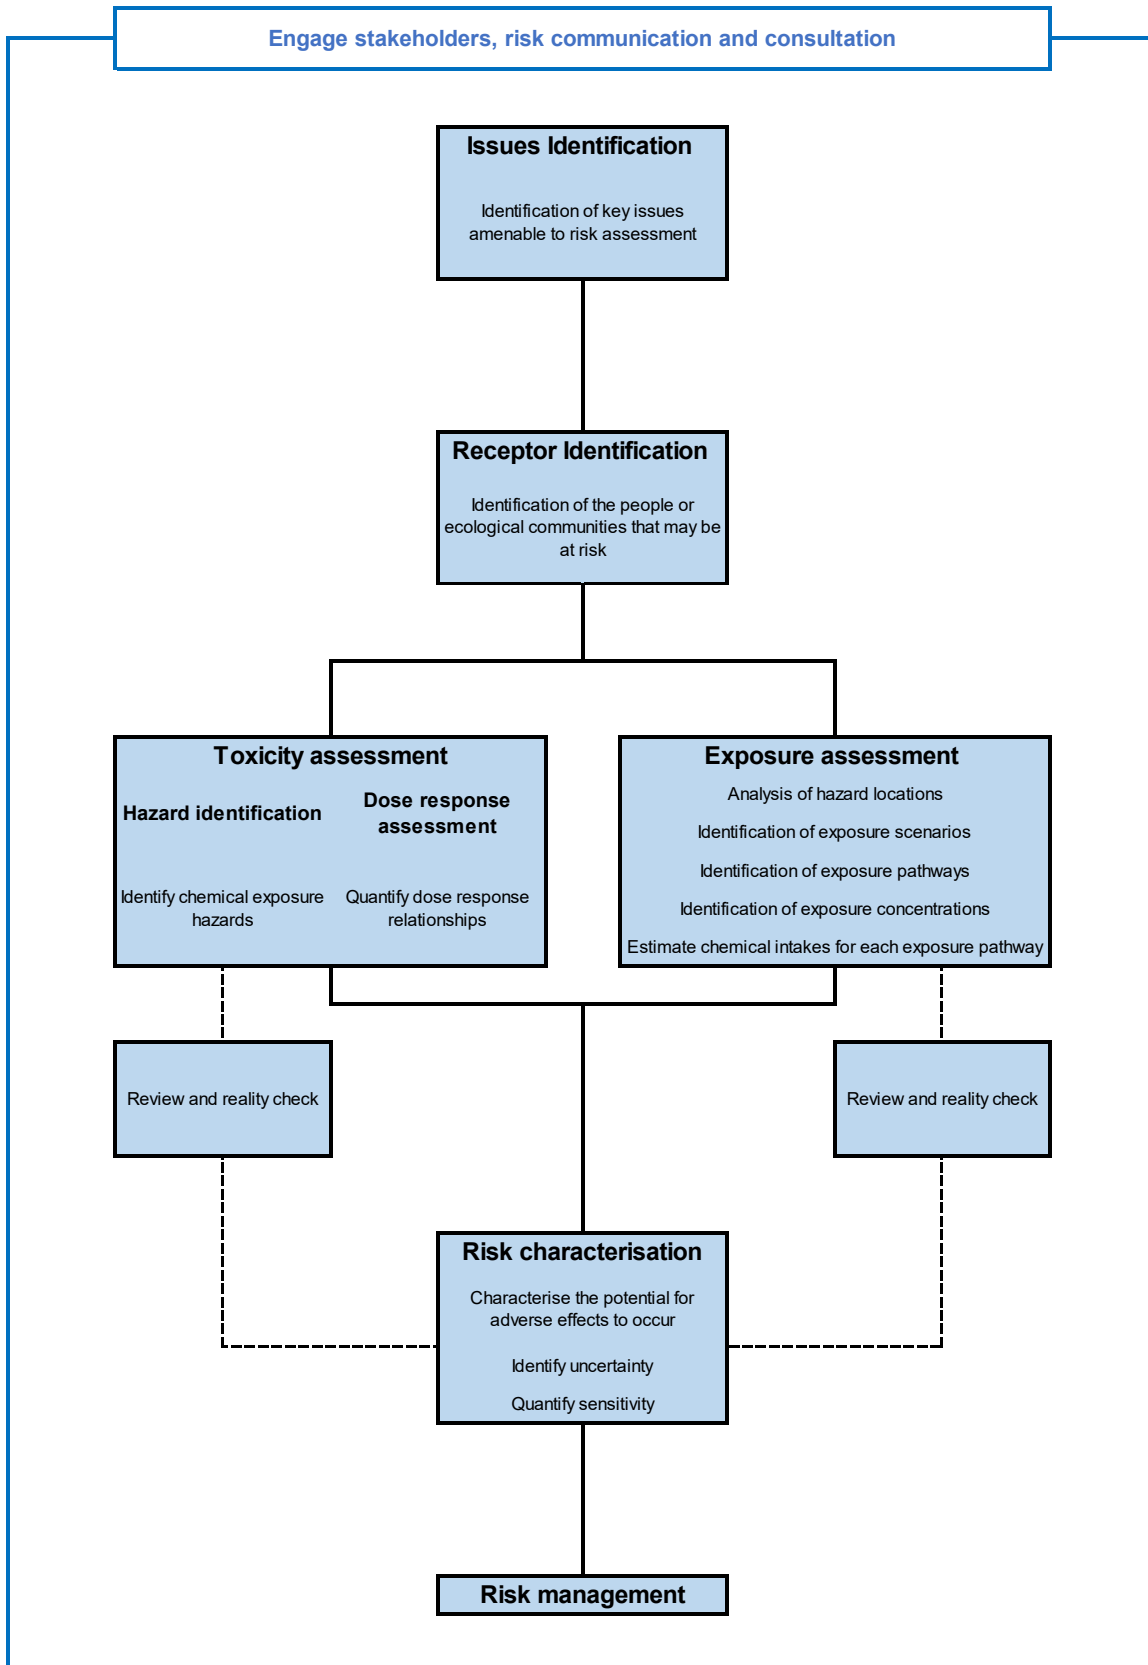 Engage stakeholders, risk communication and consultation
Issues Identification
Identification of key issues
amenable to risk assessment
Receptor Identification
Identification of the people or
ecological communities that may be
at risk
Toxicity assessment
Hazard identification
Dose response
assessment
Identify chemical exposure
hazards
Quantify dose response
relationships
Exposure assessment
Analysis of hazard locations
Identification of exposure scenarios
Identification of exposure pathways
Identification of exposure concentrations
Estimate chemical intakes for each exposure pathway
Review and reality check
Review and reality check
Risk characterisation
Characterise the potential for
adverse effects to occur
Identify uncertainty
Quantify sensitivity
Risk management